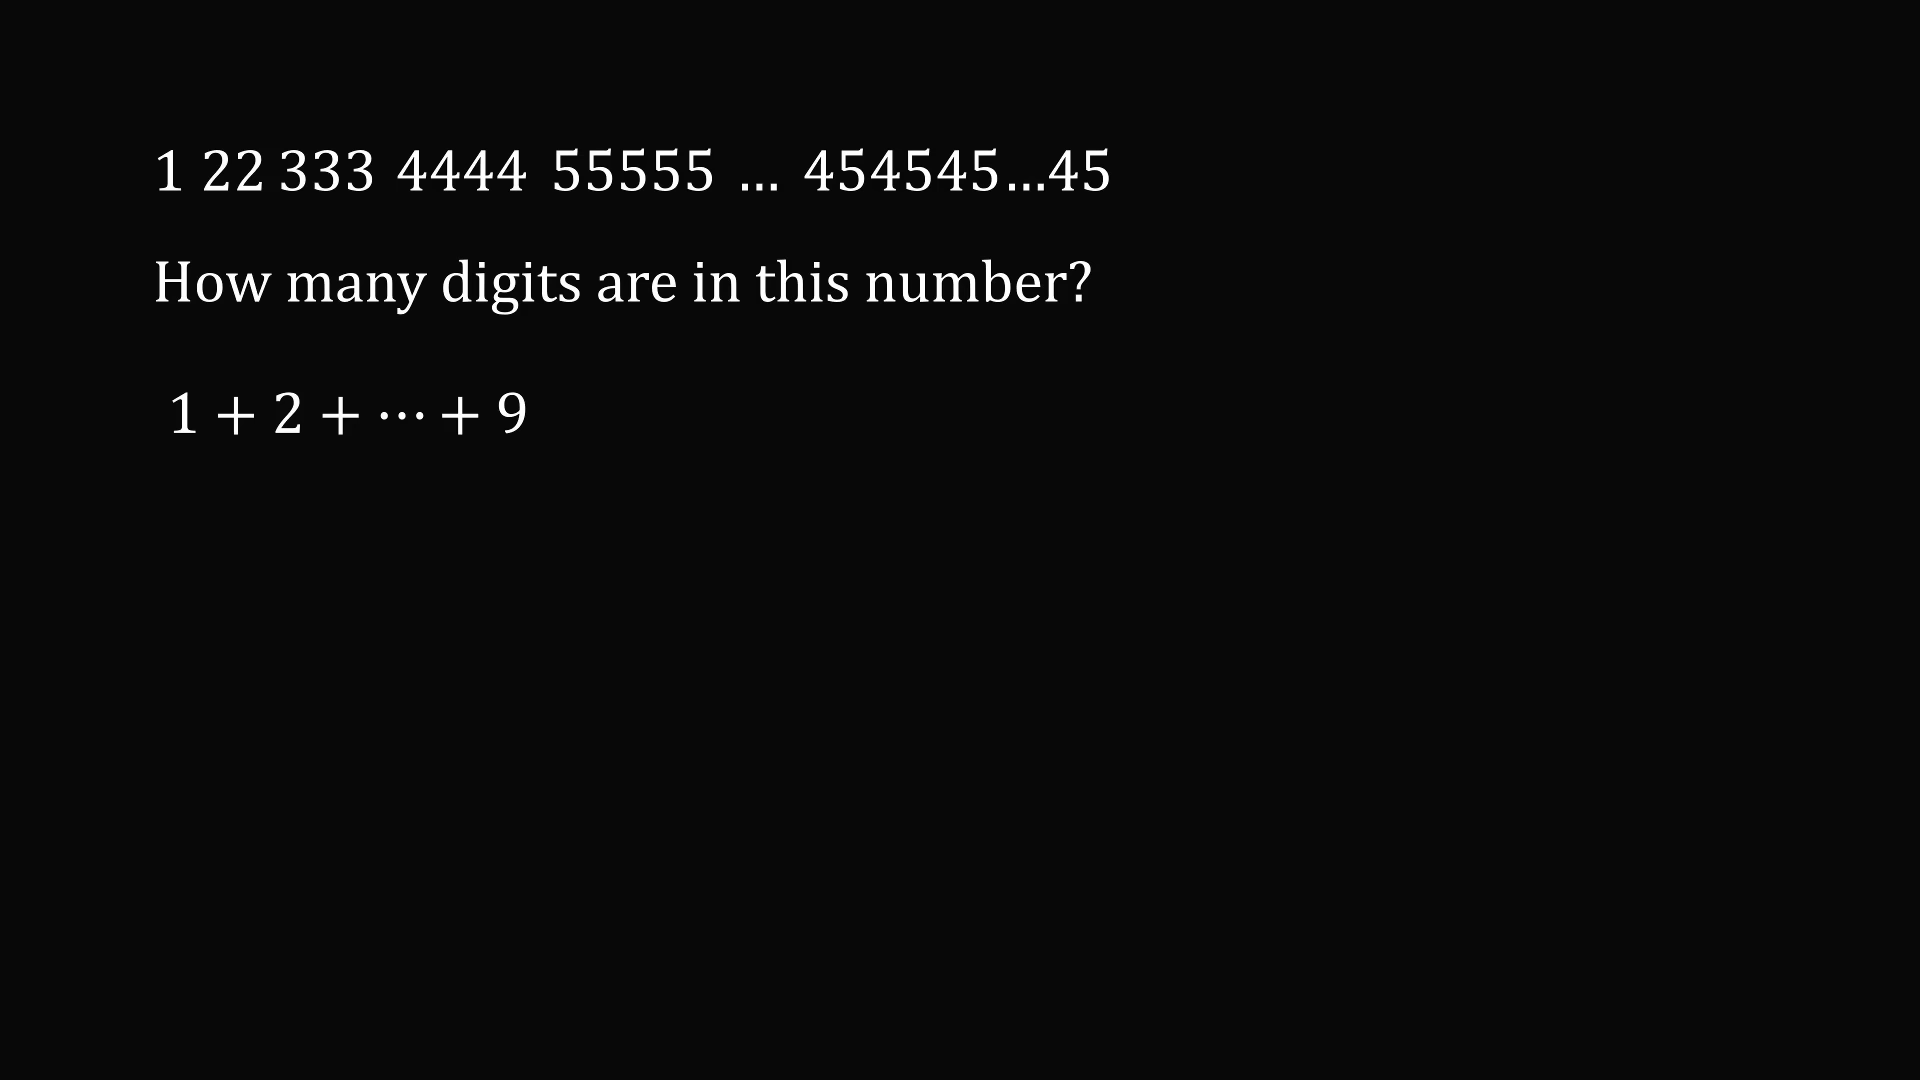 1 22 333 4444 55555 ... 454545...45
How many digits are in this number?
1 + 2 + ⋯ + 9